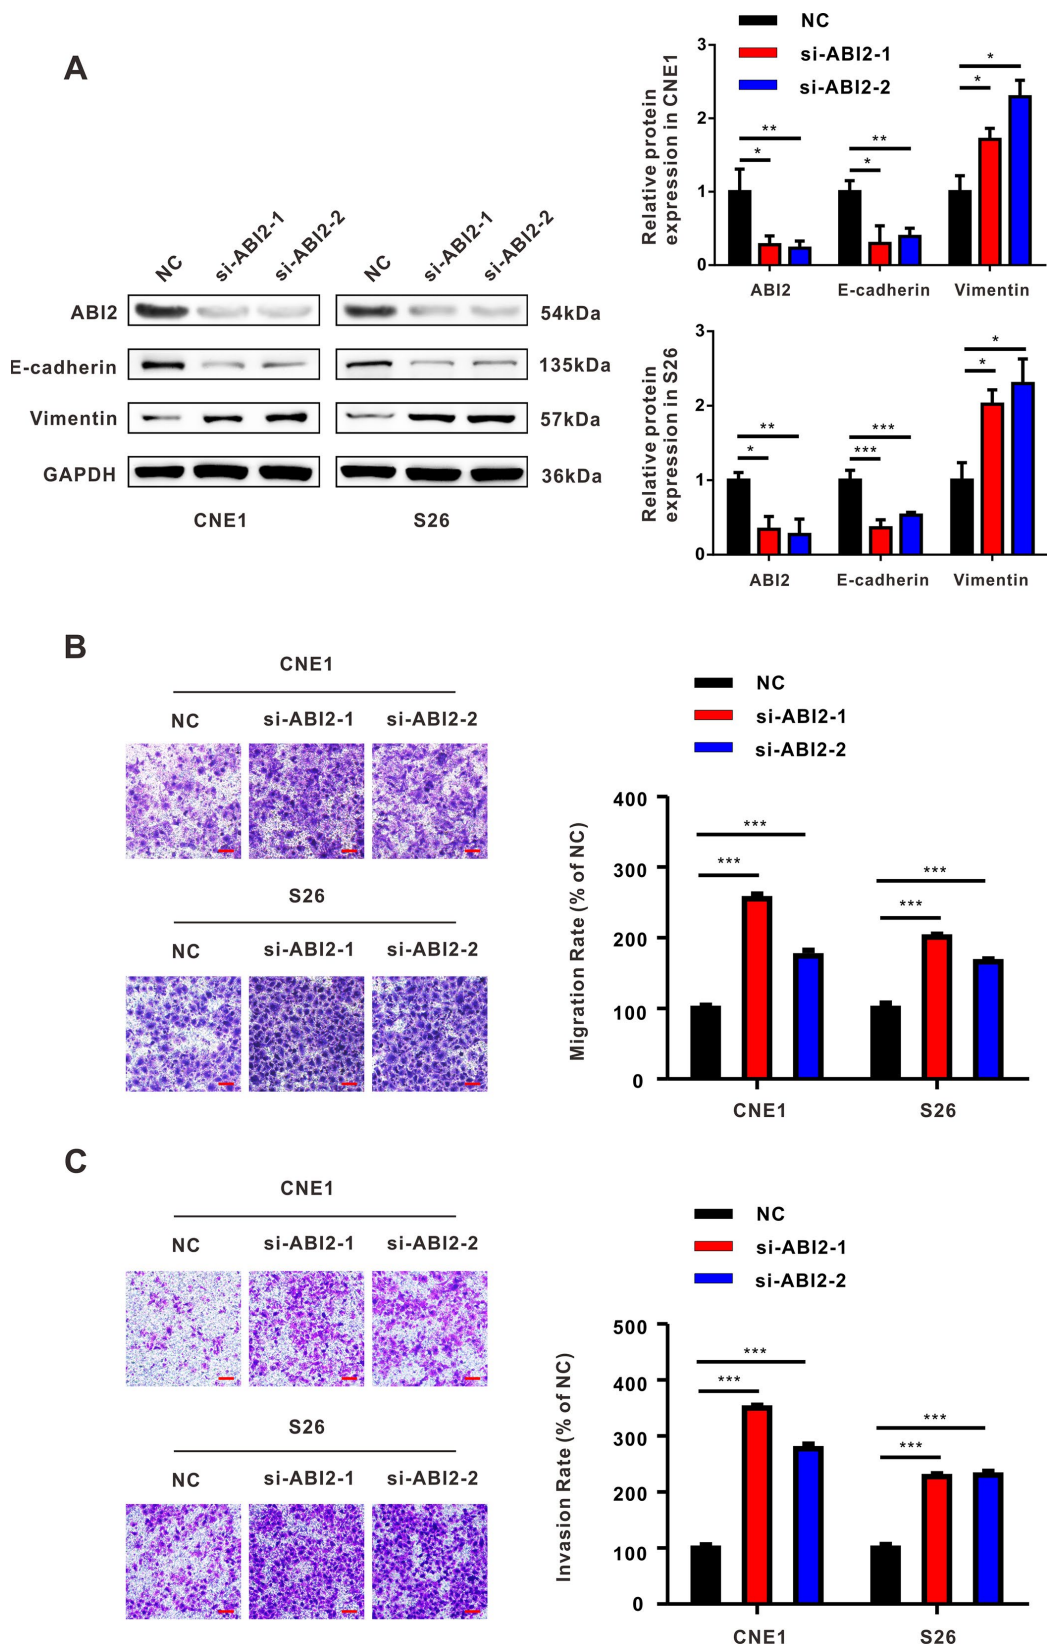 A
NC
si-ABI2-1
si-ABI2-2
NC
si-ABI2-1
si-ABI2-2
ABI2
54kDa
E-cadherin
135kDa
Vimentin
57kDa
GAPDH
36kDa
CNE1
S26
NC
si-ABI2-1
si-ABI2-2
Relative protein
expression in CNE1
3
2
1
0
*
**
*
**
*
*
ABI2
E-cadherin
Vimentin
Relative protein
expression in S26
3
2
1
0
*
**
***
***
*
*
ABI2
E-cadherin
Vimentin
B
CNE1
NC
si-ABI2-1
si-ABI2-2
S26
NC
si-ABI2-1
si-ABI2-2
NC
si-ABI2-1
si-ABI2-2
Migration Rate (% of NC)
400
300
200
100
0
***
***
***
***
CNE1
S26
C
CNE1
NC
si-ABI2-1
si-ABI2-2
S26
NC
si-ABI2-1
si-ABI2-2
NC
si-ABI2-1
si-ABI2-2
Invasion Rate (% of NC)
500
400
300
200
100
0
***
***
***
***
CNE1
S26